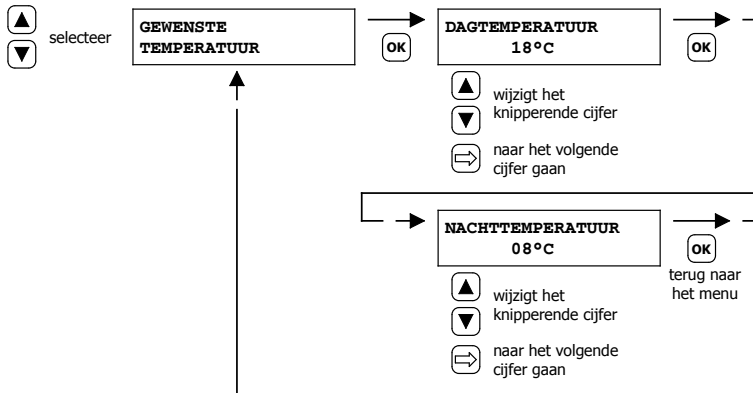 selecteer
GEWENSTE
TEMPERATUUR
OK
DAGTEMPERATUUR
18°C
OK
wijzigt het
knipperende cijfer
naar het volgende
cijfer gaan
NACHTTEMPERATUUR
08°C
OK
terug naar
het menu
wijzigt het
knipperende cijfer
naar het volgende
cijfer gaan